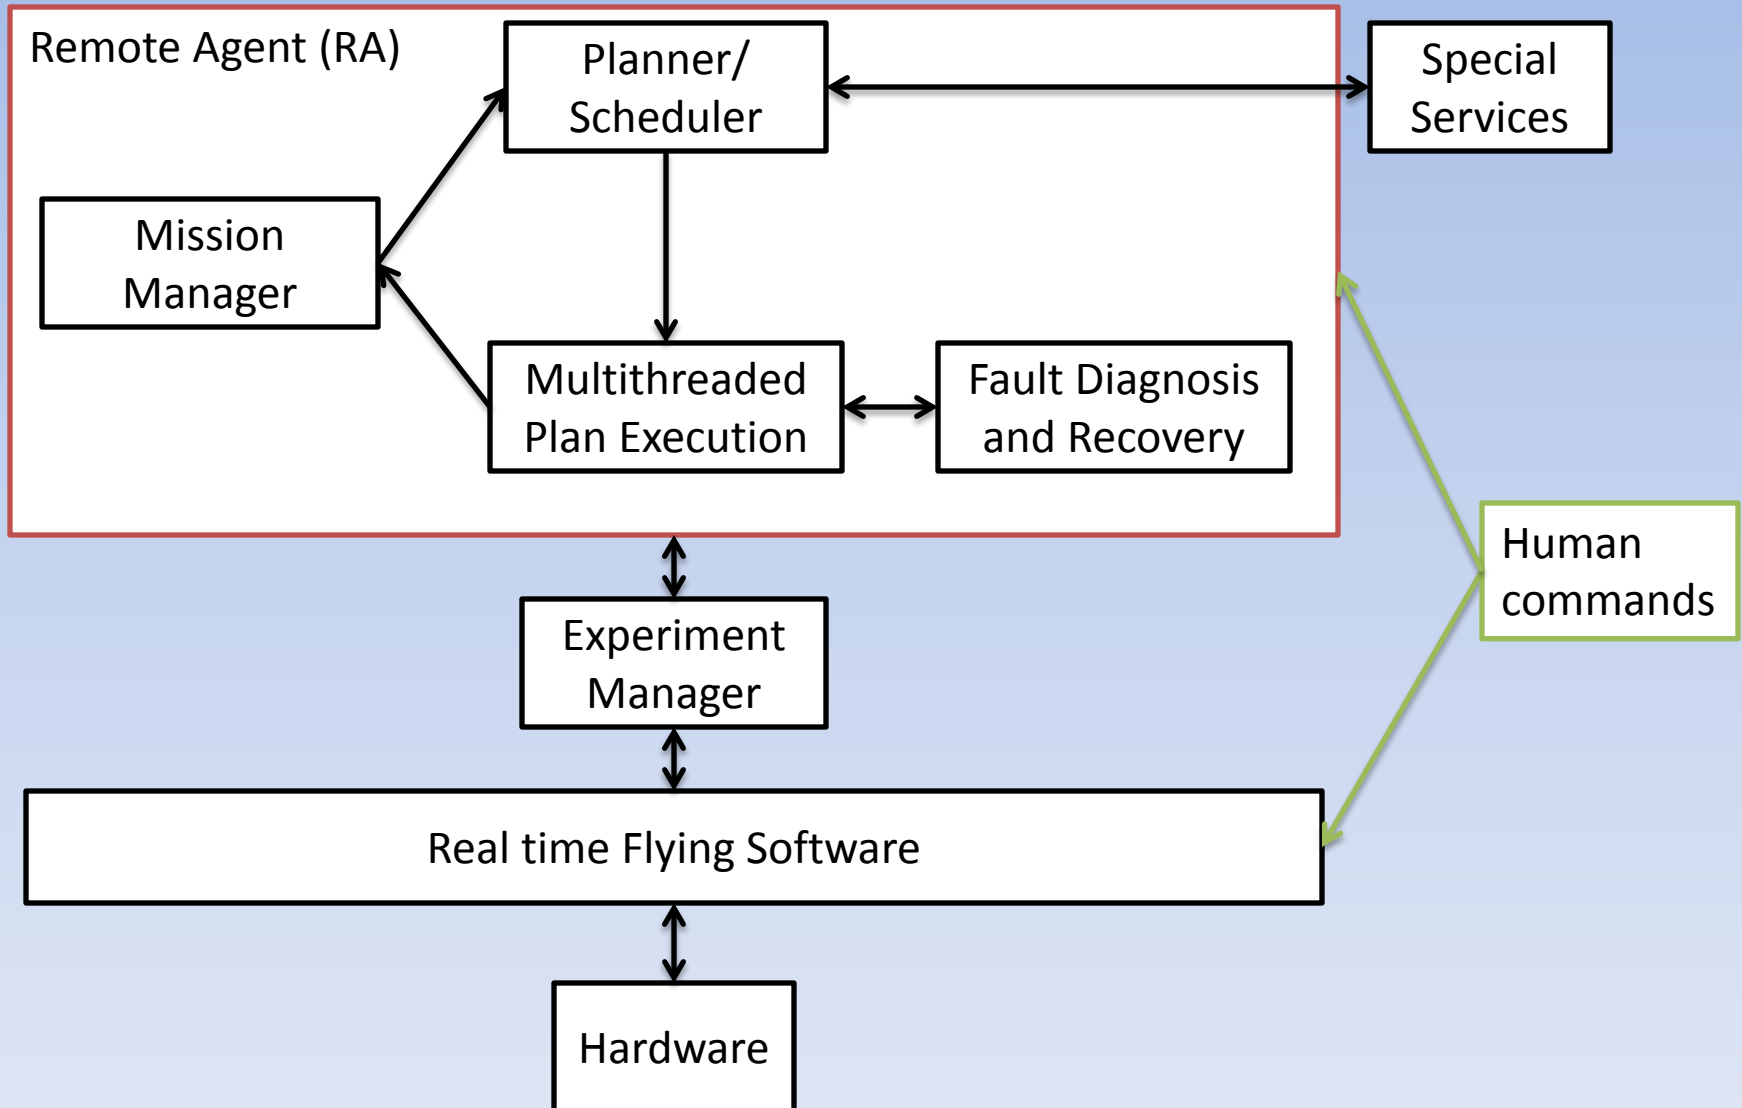 Remote Agent (RA)
Planner/
Scheduler
Special
Services
Mission
Manager
Multithreaded
Plan Execution
Fault Diagnosis
and Recovery
Human
commands
Experiment
Manager
Real time Flying Software
Hardware